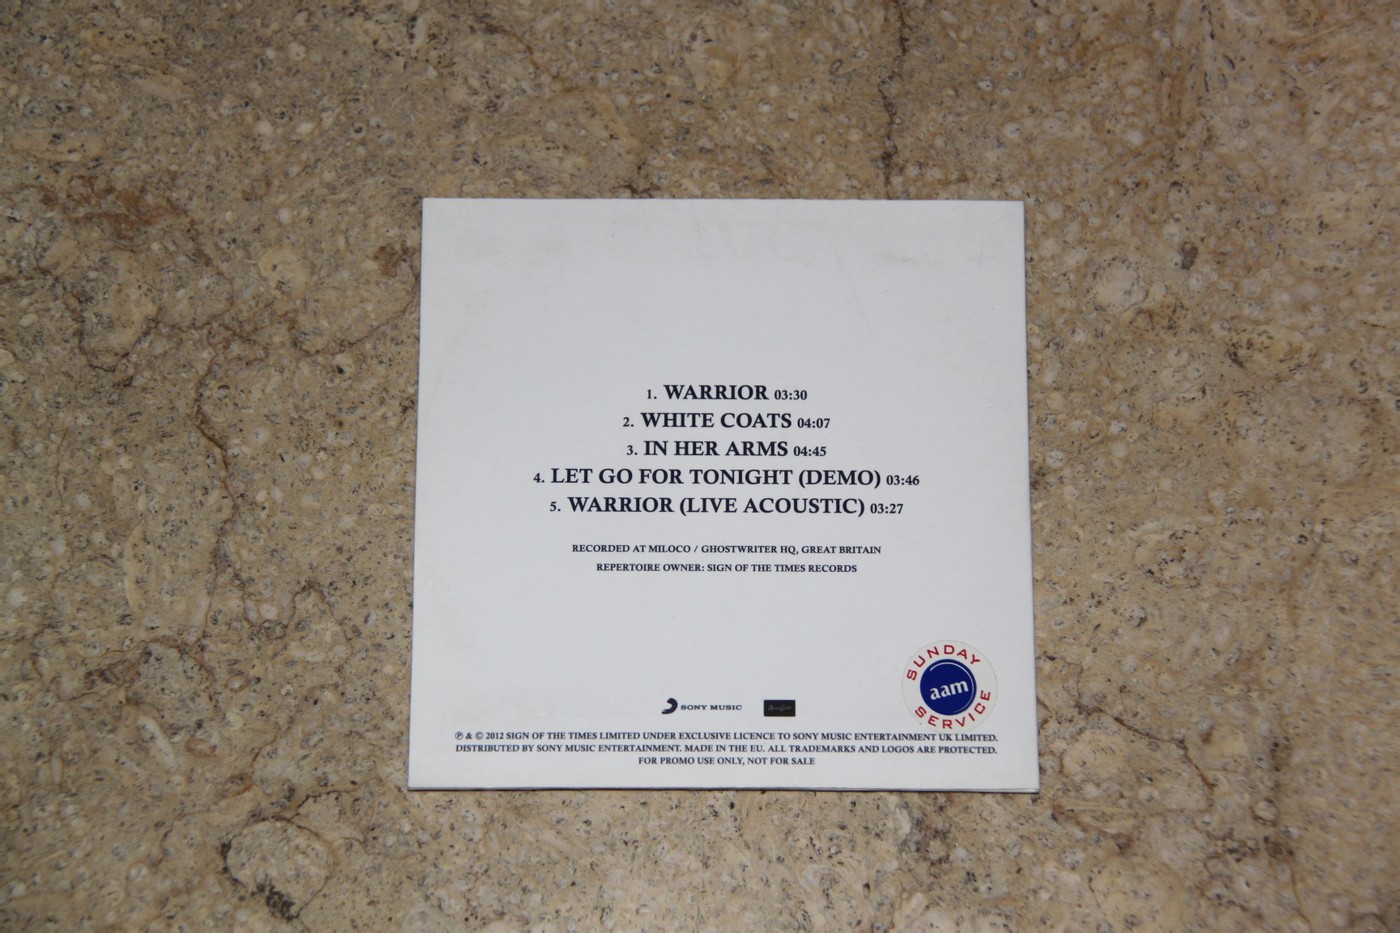 1. WARRIOR 03:30
2. WHITE COATS 04:07
3. IN HER ARMS 04:45
4. LET GO FOR TONIGHT (DEMO) 03:46
5. WARRIOR (LIVE ACOUSTIC) 03:27
RECORDED AT MILOCO / GHOSTWRITER HQ, GREAT BRITAIN
REPERTOIRE OWNER: SIGN OF THE TIMES RECORDS
SUNDAY
aam
SERVICE
SONY MUSIC
℗ & © 2012 SIGN OF THE TIMES LIMITED UNDER EXCLUSIVE LICENCE TO SONY MUSIC ENTERTAINMENT UK LIMITED.
DISTRIBUTED BY SONY MUSIC ENTERTAINMENT. MADE IN THE EU. ALL TRADEMARKS AND LOGOS ARE PROTECTED.
FOR PROMO USE ONLY, NOT FOR SALE